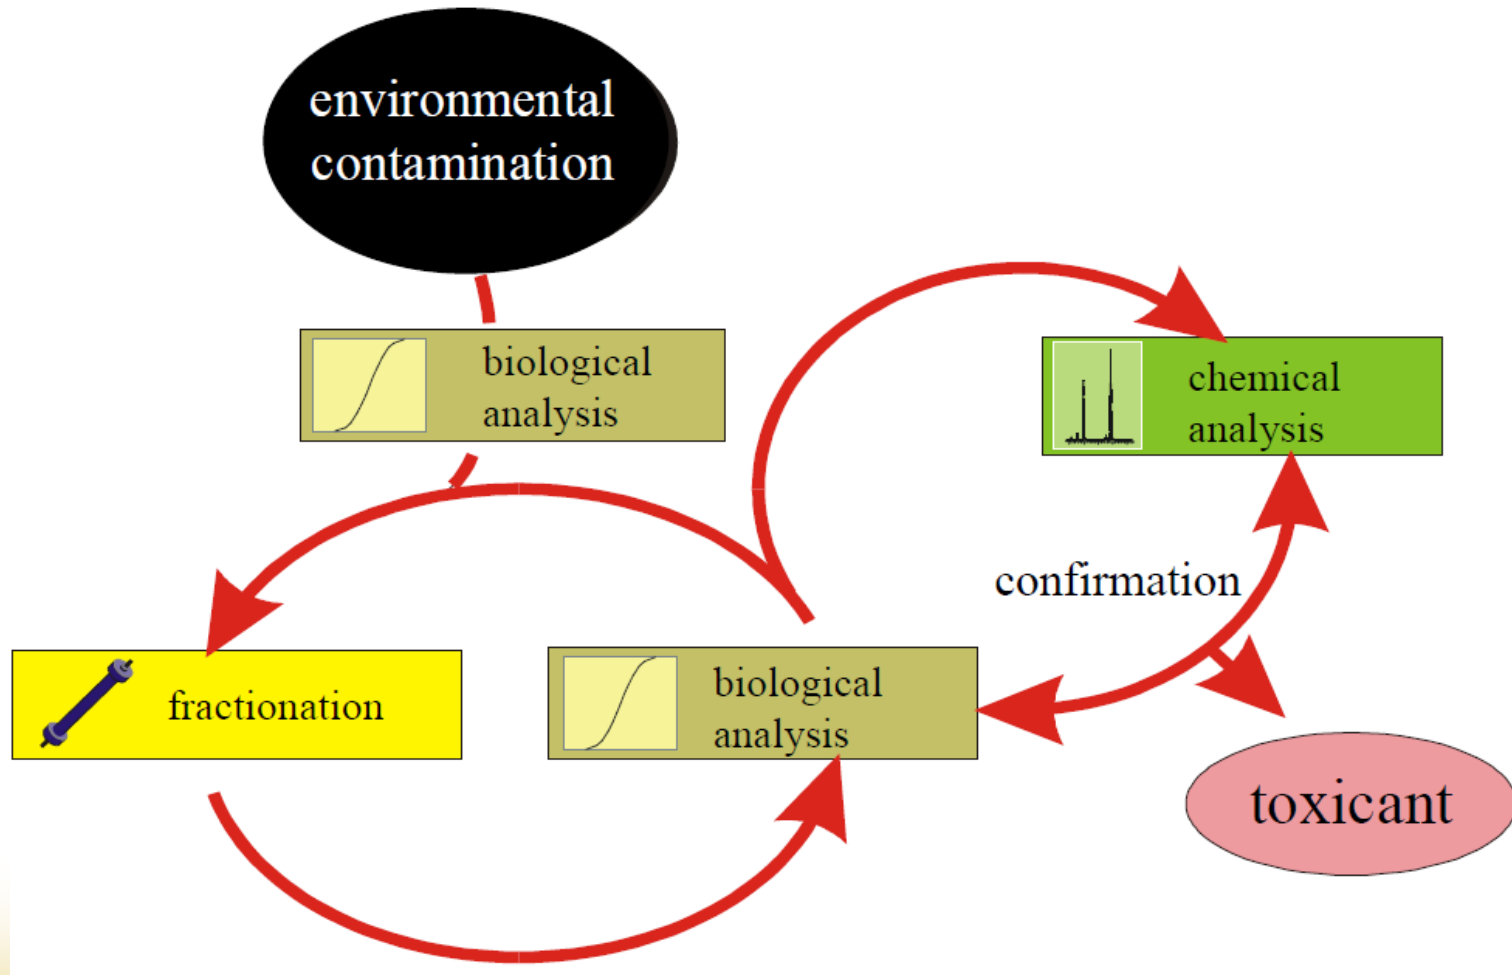 environmental
contamination
biological
analysis
chemical
analysis
confirmation
fractionation
biological
analysis
toxicant